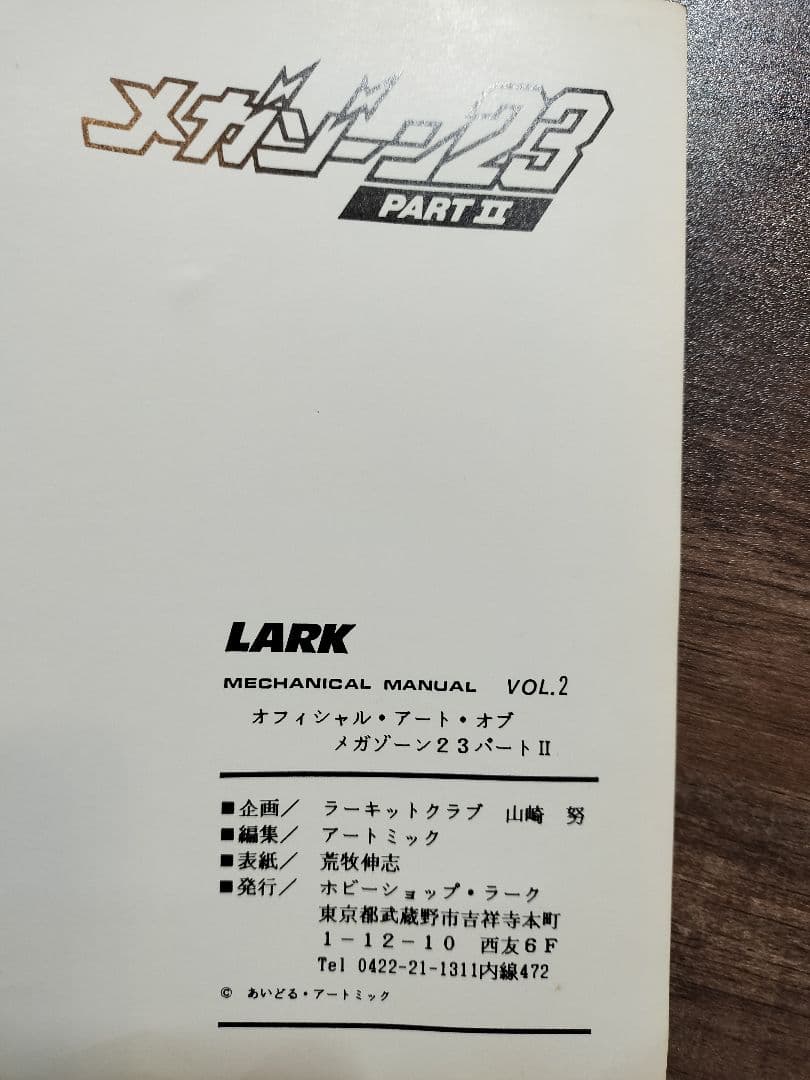 メガゾーン23
PART II
LARK
MECHANICAL MANUAL VOL.2
オフィシャル・アート・オブ
メガゾーン23パートII
■企画／ ラーキットクラブ 山崎 努
■編集／ アートミック
■表紙／ 荒牧伸志
■発行／ ホビーショップ・ラーク
東京都武蔵野市吉祥寺本町
1－12－10 西友6F
Tel 0422-21-1311内線472
© あいどる・アートミック